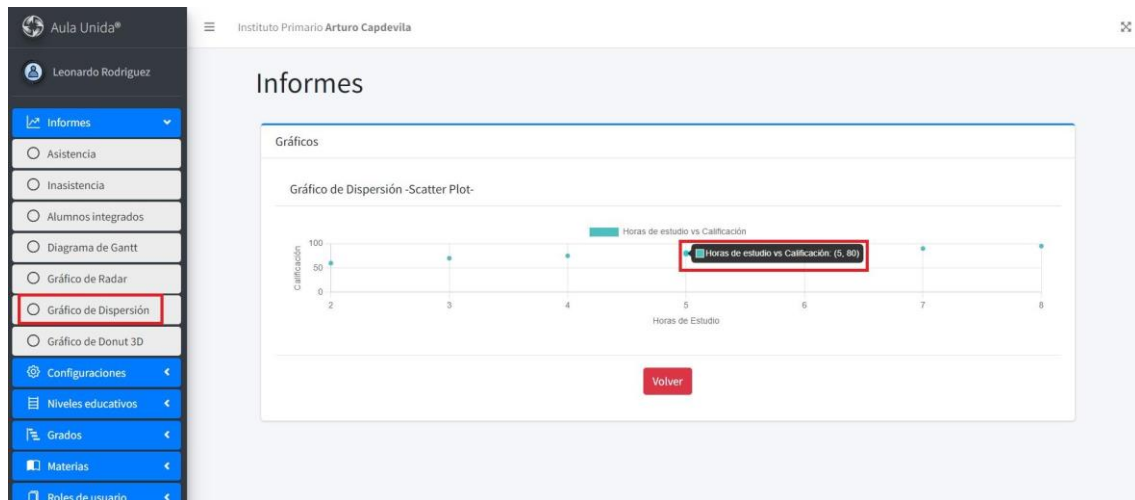 Aula Unida®
Instituto Primario Arturo Capdevila
Leonardo Rodriguez
Informes
Asistencia
Inasistencia
Alumnos integrados
Diagrama de Gantt
Gráfico de Radar
Gráfico de Dispersión
Gráfico de Donut 3D
Configuraciones
Niveles educativos
Grados
Materias
Roles de usuario
Informes
Gráficos
Gráfico de Dispersión -Scatter Plot-
Horas de estudio vs Calificación
Calificación
100
50
0
Horas de estudio vs Calificación: (5, 80)
2 3 4 5 6 7 8
Horas de Estudio
Volver